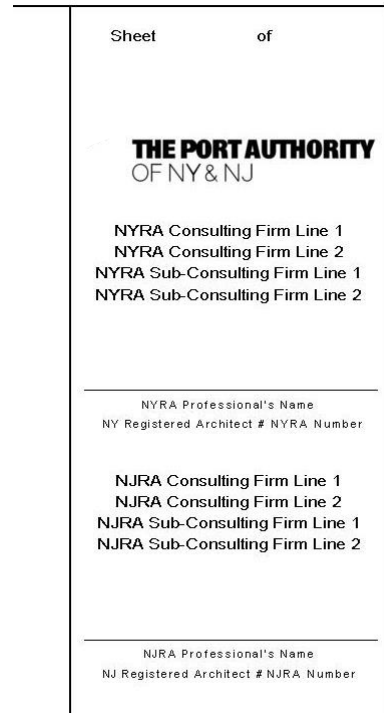 Sheet of
THE PORT AUTHORITY
OF NY & NJ
NYRA Consulting Firm Line 1
NYRA Consulting Firm Line 2
NYRA Sub-Consulting Firm Line 1
NYRA Sub-Consulting Firm Line 2
NYRA Professional's Name
NY Registered Architect # NYRA Number
NJRA Consulting Firm Line 1
NJRA Consulting Firm Line 2
NJRA Sub-Consulting Firm Line 1
NJRA Sub-Consulting Firm Line 2
NJRA Professional's Name
NJ Registered Architect # NJRA Number